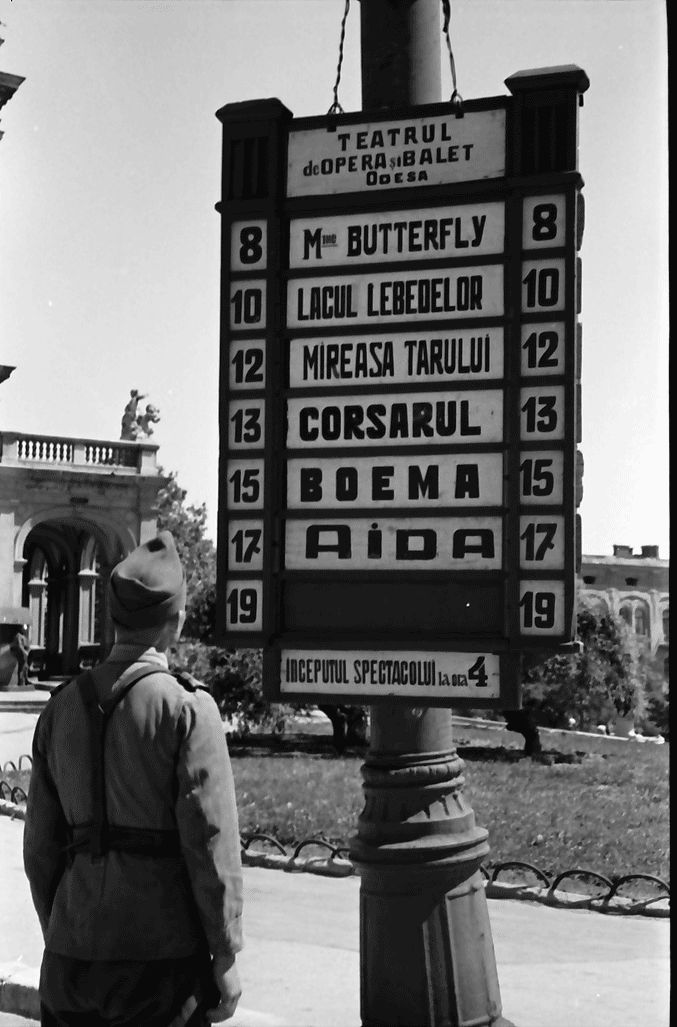 TEATRUL
de OPERA și BALET
ODESA
8 Mme BUTTERFLY 8
10 LACUL LEBEDELOR 10
12 MIREASA TARULUI 12
13 CORSARUL 13
15 BOEMA 15
17 AIDA 17
19 19
INCEPUTUL SPECTACOLUI la ora 4